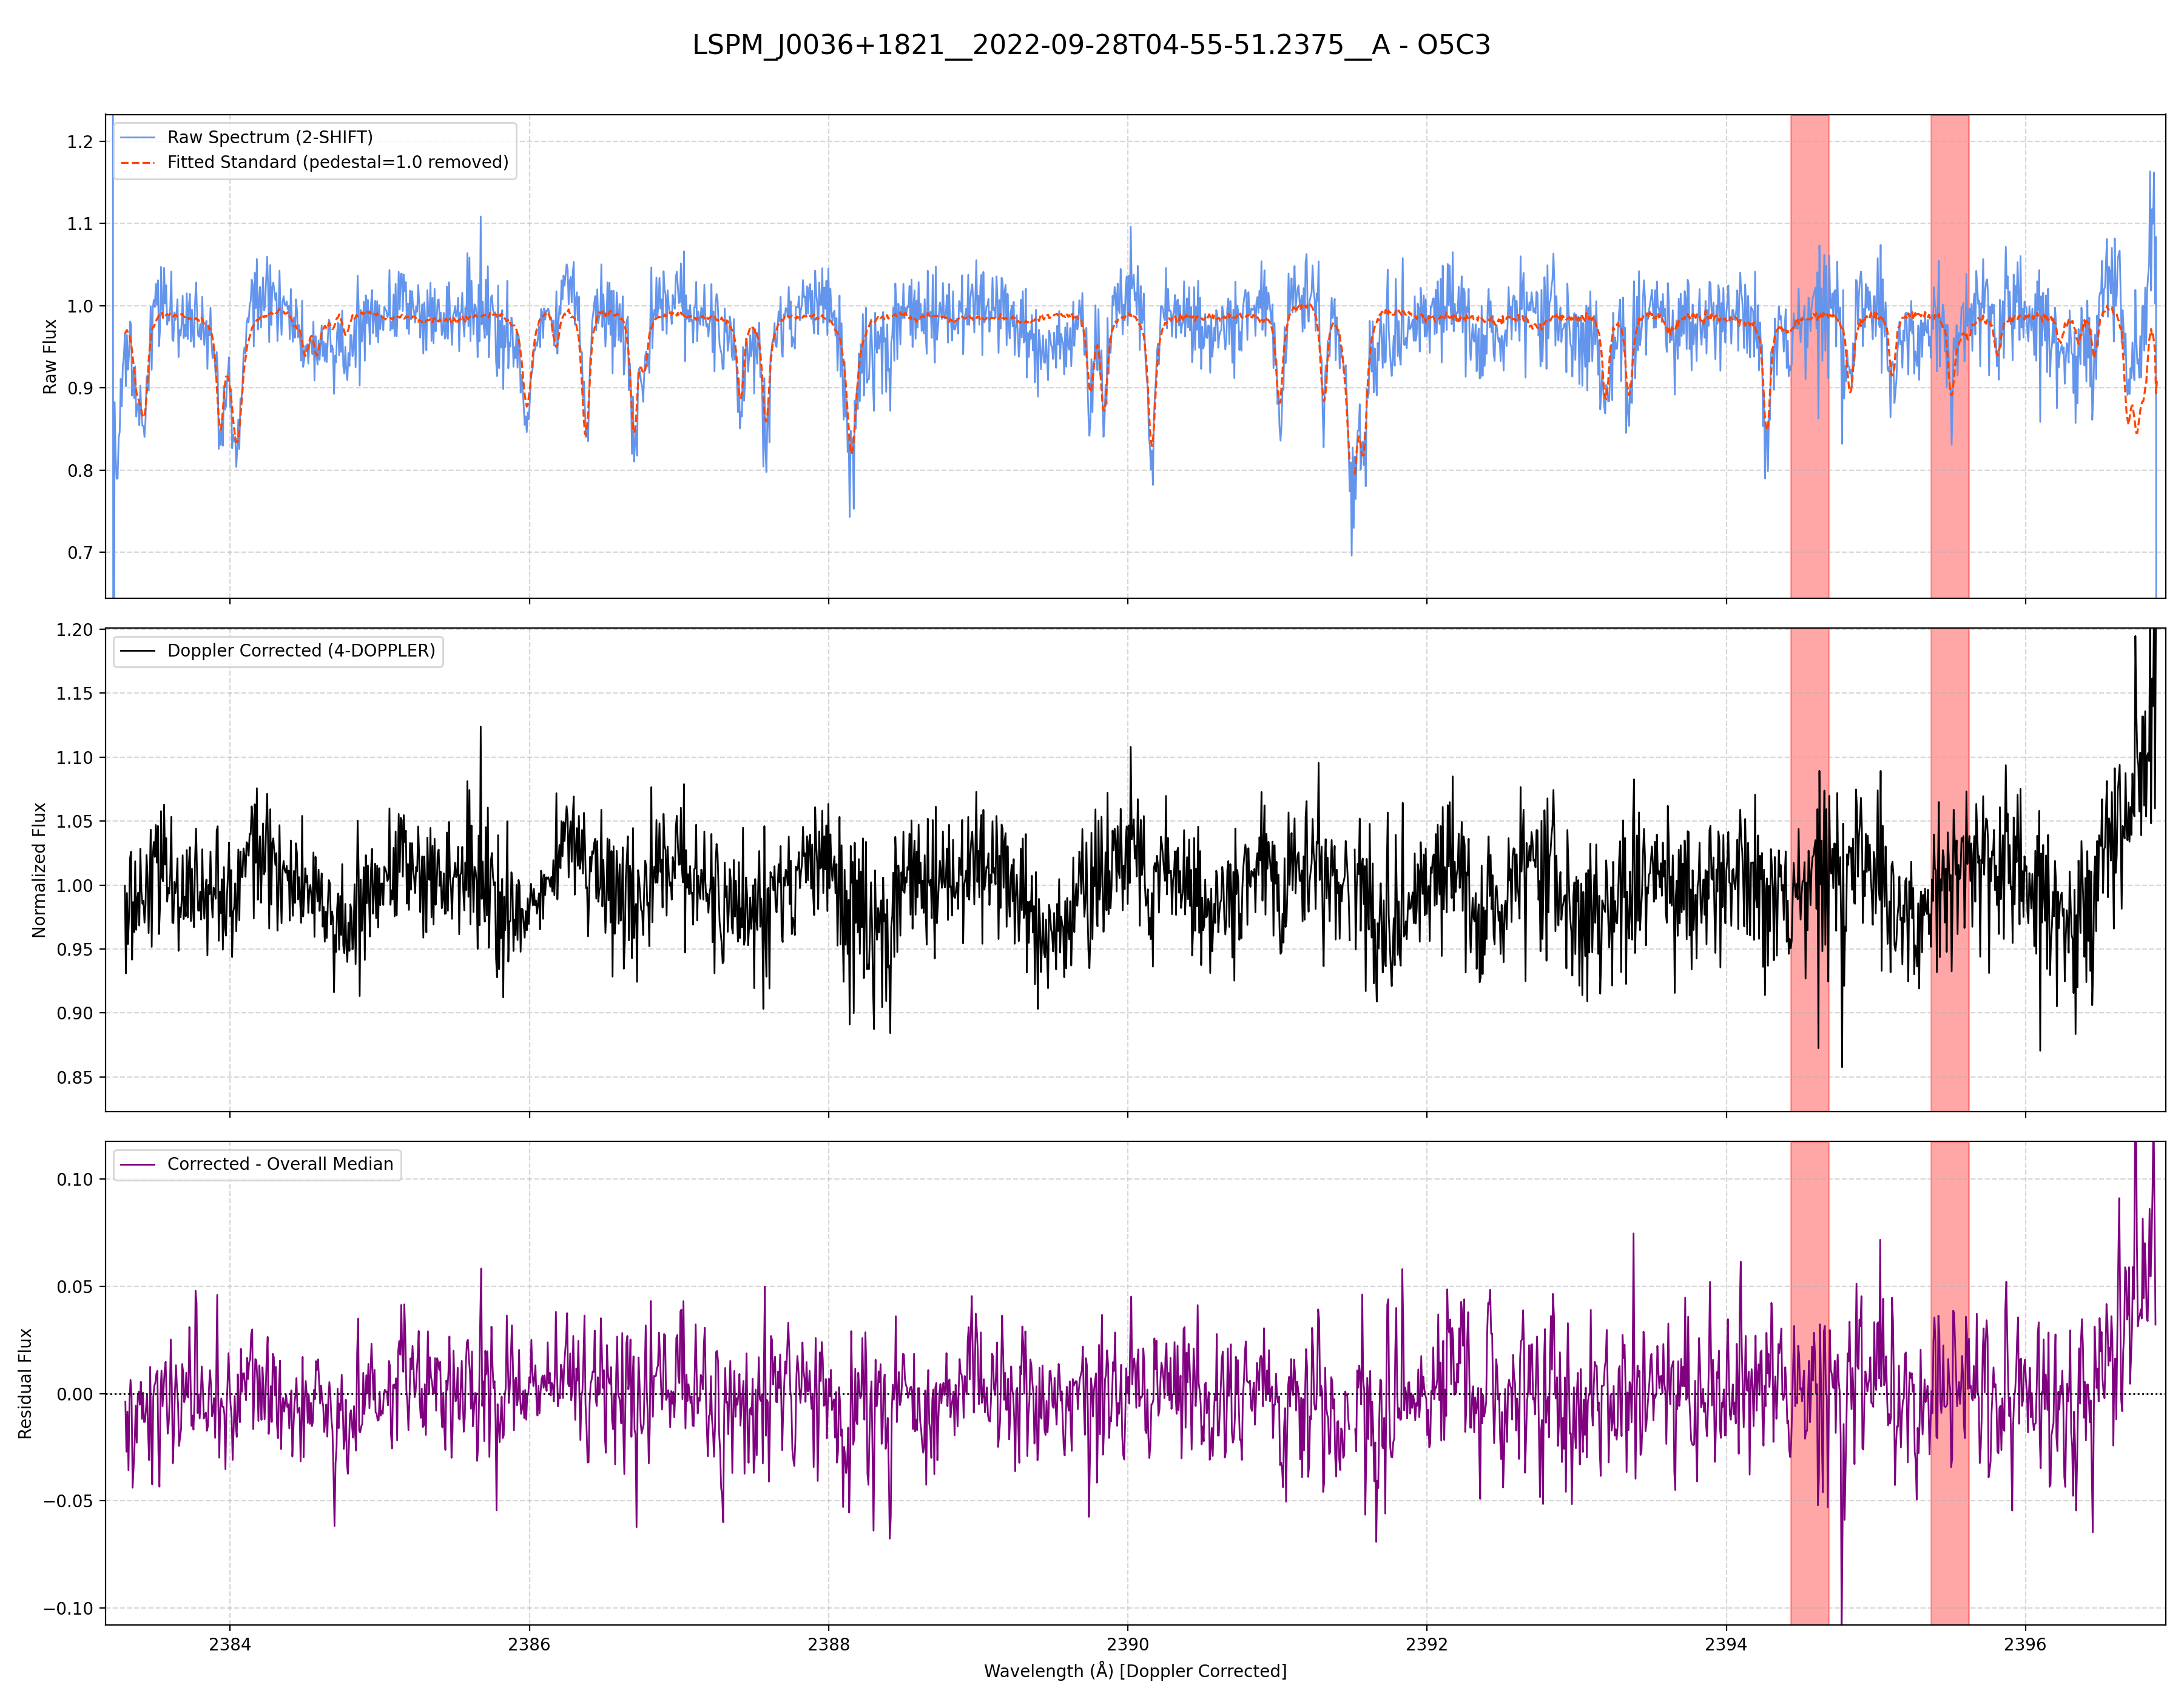 LSPM_J0036+1821__2022-09-28T04-55-51.2375__A - O5C3
Raw Spectrum (2-SHIFT)
Fitted Standard (pedestal=1.0 removed)
Raw Flux
1.2
1.1
1.0
0.9
0.8
0.7
Doppler Corrected (4-DOPPLER)
Normalized Flux
1.20
1.15
1.10
1.05
1.00
0.95
0.90
0.85
Corrected - Overall Median
Residual Flux
0.10
0.05
0.00
−0.05
−0.10
2384
2386
2388
2390
2392
2394
2396
Wavelength (Å) [Doppler Corrected]